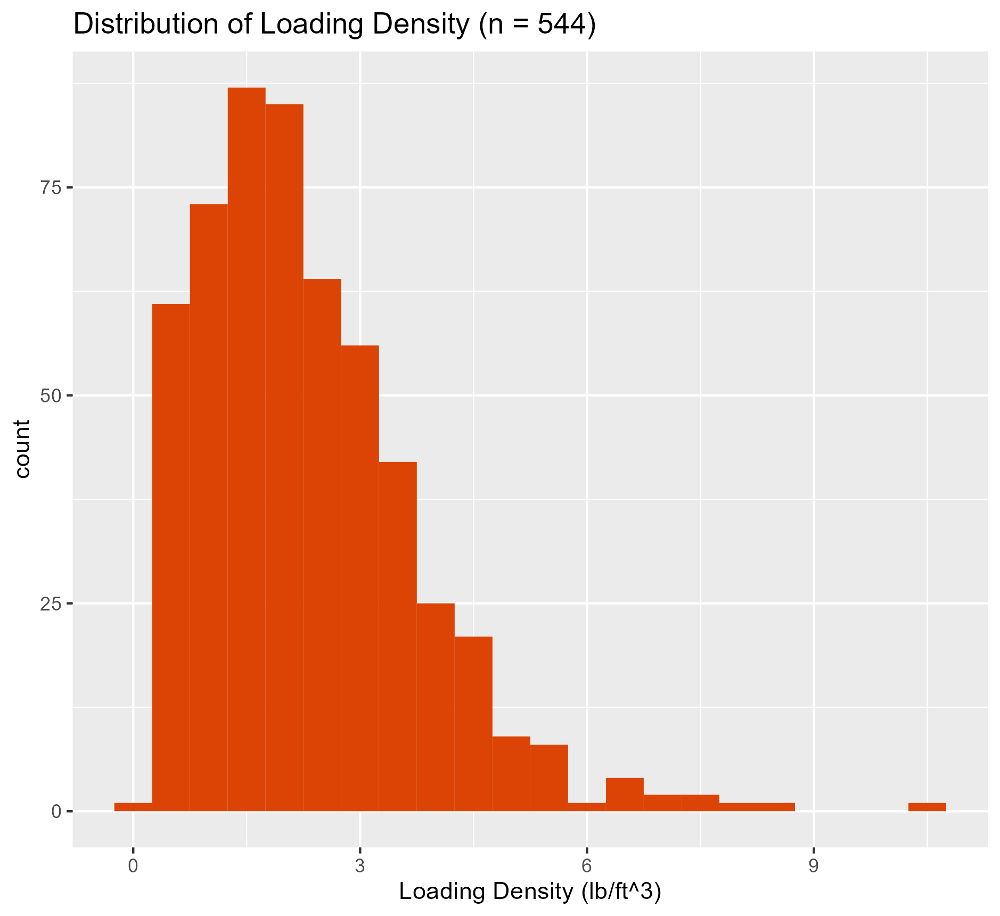 Distribution of Loading Density (n = 544)
75
50
25
0
count
0 3 6 9
Loading Density (lb/ft^3)